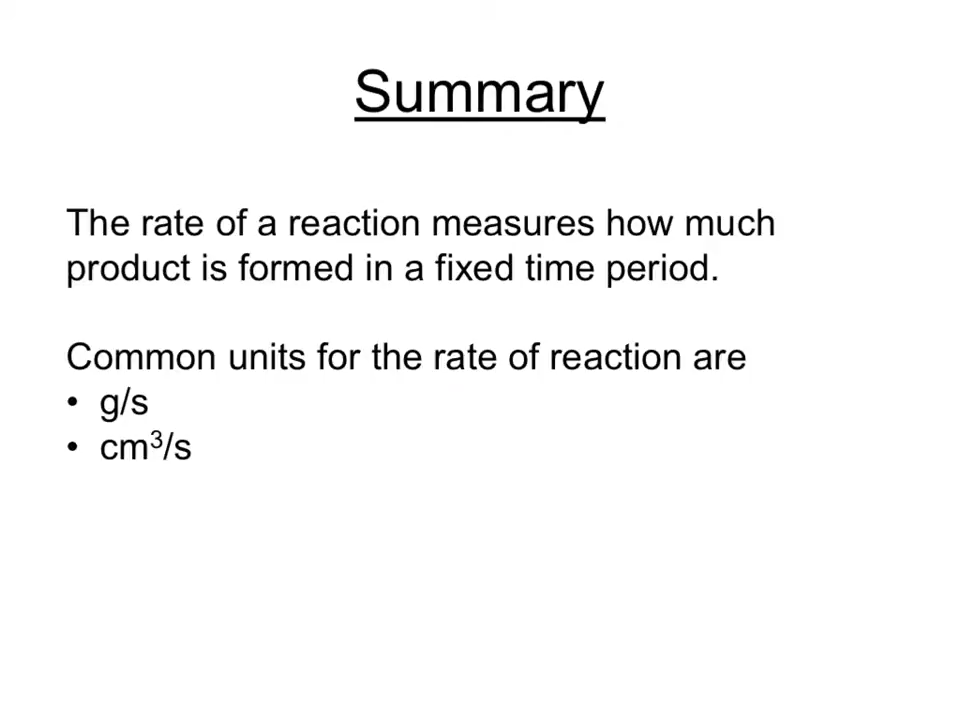 Summary
The rate of a reaction measures how much
product is formed in a fixed time period.
Common units for the rate of reaction are
• g/s
• cm³/s